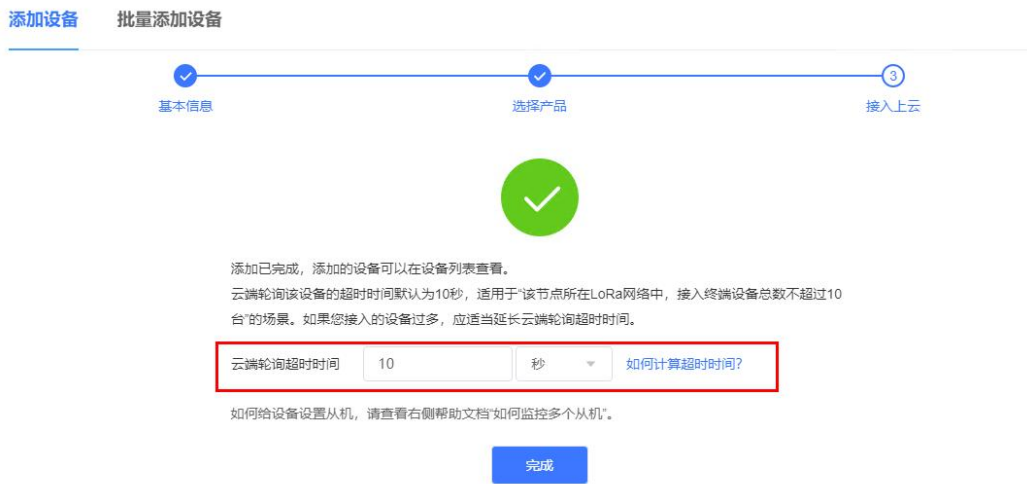 添加设备 批量添加设备
3
基本信息 选择产品 接入上云
添加已完成，添加的设备可以在设备列表查看。
云端轮询该设备的超时时间默认为10秒，适用于“该节点所在LoRa网络中，接入终端设备总数不超过10
台”的场景。如果您接入的设备过多，应适当延长云端轮询超时时间。
云端轮询超时时间 10 秒 如何计算超时时间？
如何给设备设置从机，请查看右侧帮助文档“如何监控多个从机”。
完成